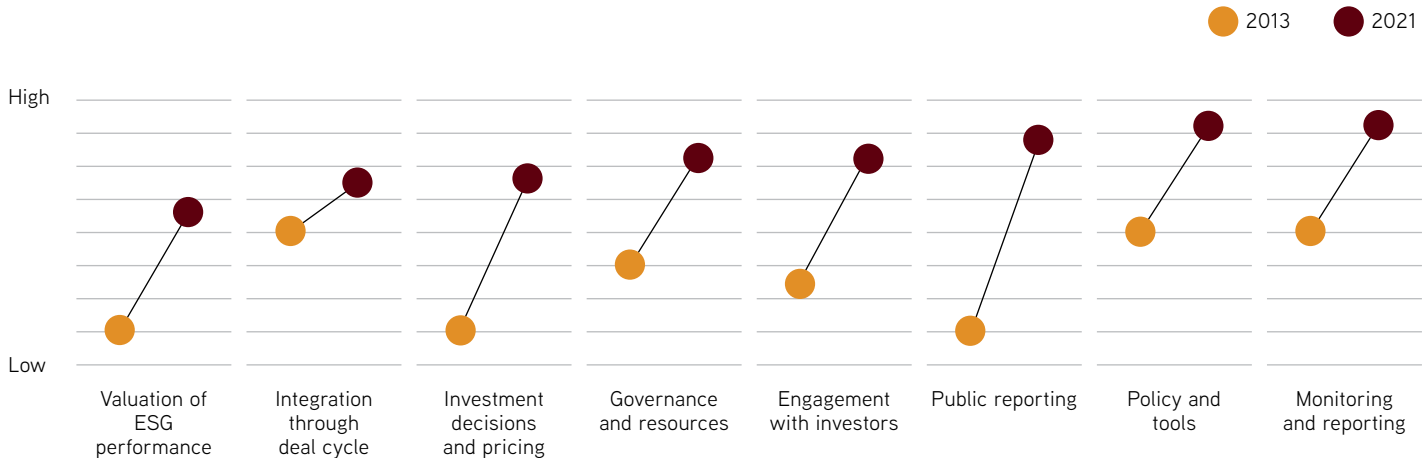 2013
2021
High
Low
Valuation of
ESG
performance
Integration
through
deal cycle
Investment
decisions
and pricing
Governance
and resources
Engagement
with investors
Public reporting
Policy and
tools
Monitoring
and reporting